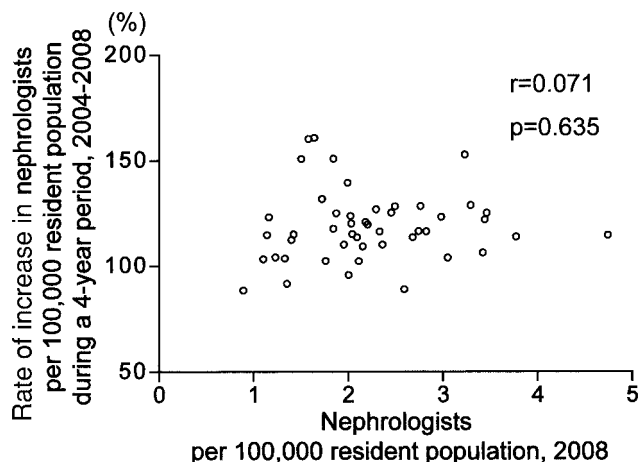 (%)
Rate of increase in nephrologists
per 100,000 resident population
during a 4-year period, 2004-2008
200
150
100
50
r=0.071
p=0.635
1 2 3 4 5
Nephrologists
per 100,000 resident population, 2008